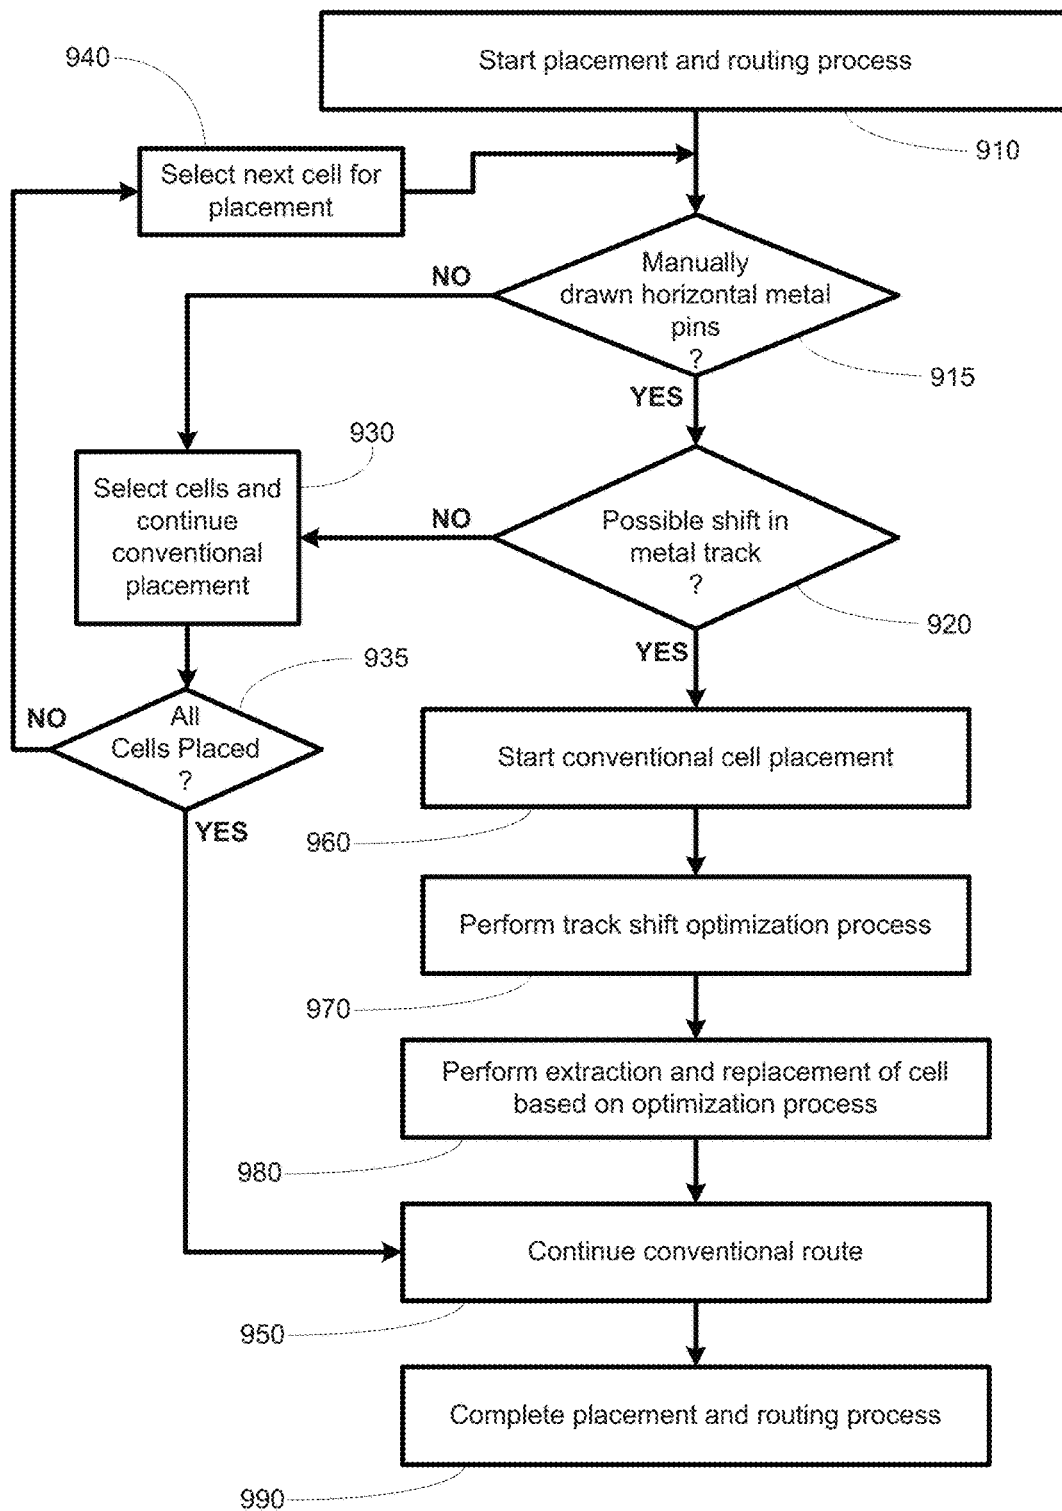 Start placement and routing process
910
940
Select next cell for
placement
Manually
drawn horizontal metal
pins
?
915
NO
YES
930
Select cells and
continue
conventional
placement
NO
Possible shift in
metal track
?
920
YES
935
All
Cells Placed
?
NO
YES
Start conventional cell placement
960
Perform track shift optimization process
970
Perform extraction and replacement of cell
based on optimization process
980
Continue conventional route
950
Complete placement and routing process
990